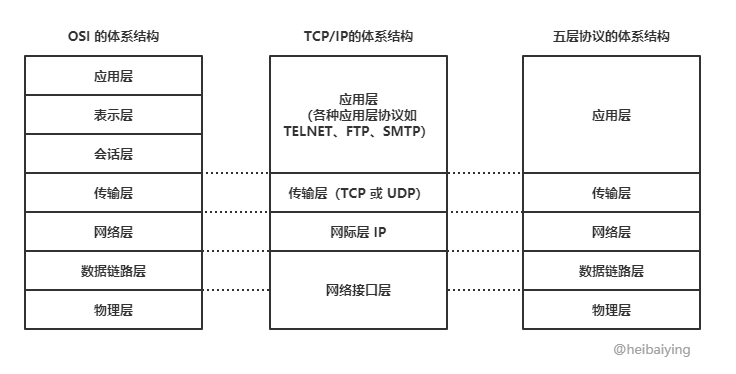 OSI 的体系结构
应用层
表示层
会话层
传输层
网络层
数据链路层
物理层
TCP/IP的体系结构
应用层
(各种应用层协议如
TELNET、FTP、SMTP)
传输层（TCP 或 UDP）
网际层 IP
网络接口层
五层协议的体系结构
应用层
传输层
网络层
数据链路层
物理层
@heibaiying